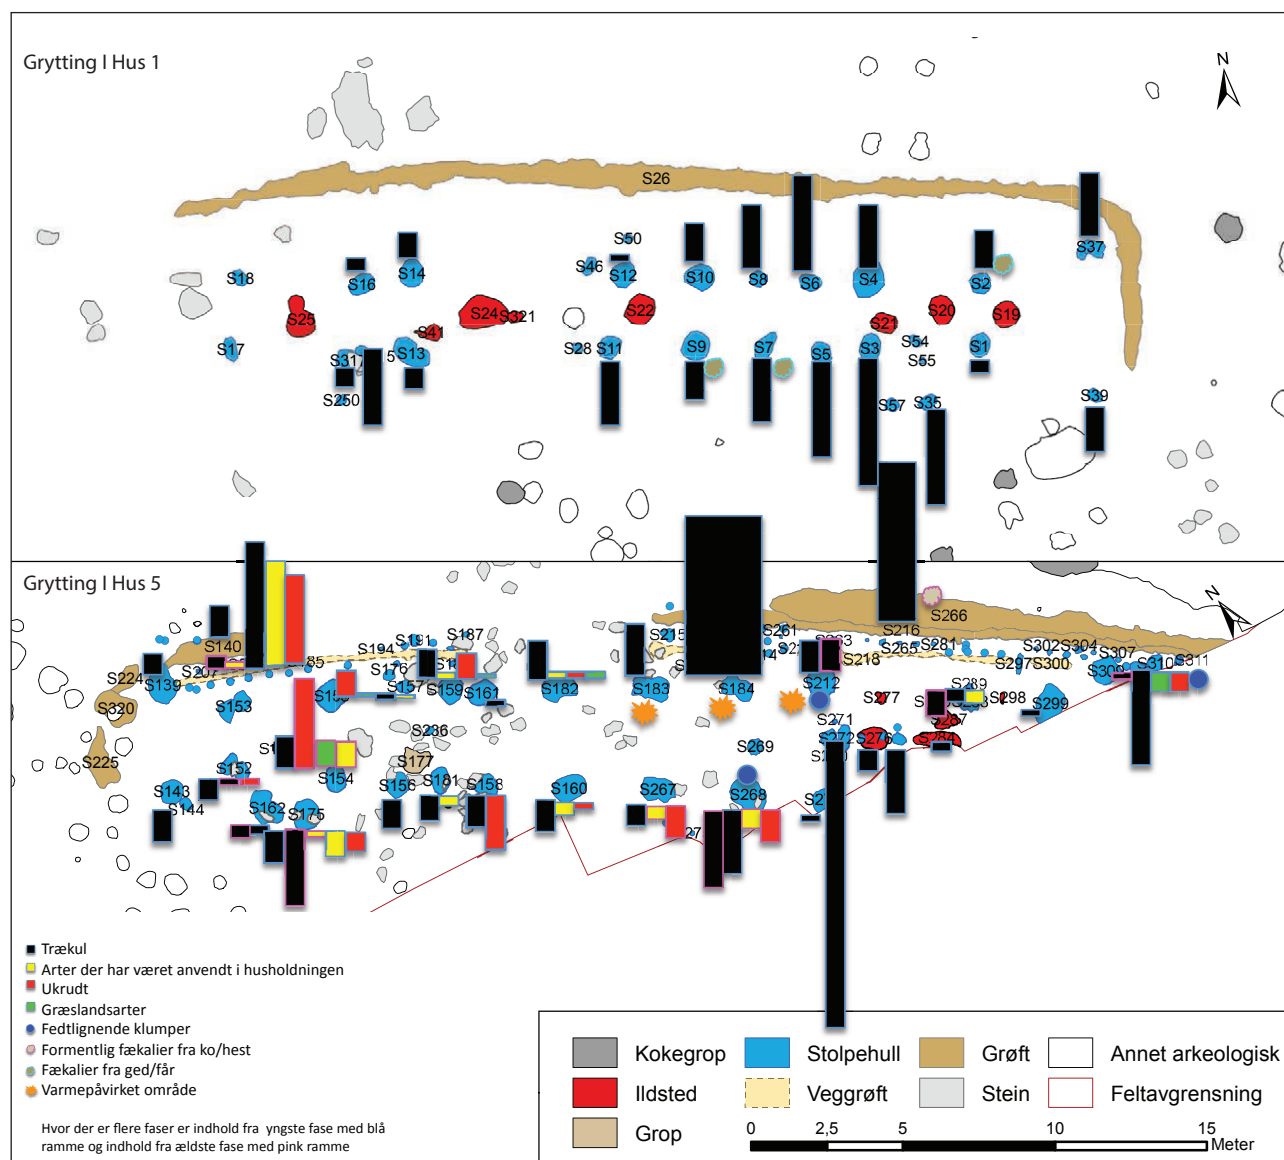 Grytting I Hus 1
N
S26
S50
S37
S18
S16
S14
S46
S12
S10
S8
S6
S4
S2
S25
S24
S321
S41
S22
S21
S20
S19
S17
S317
S13
S28
S11
S9
S7
S5
S3
S54
S55
S1
S250
S57
S35
S39
Grytting I Hus 5
N
S266
S140
S194
S191
S187
S215
S261
S216
S265
S281
S302
S304
S307
S224
S207
S139
S176
S218
S297
S300
S310
S311
S320
S153
S157
S159
S161
S182
S183
S184
S212
S277
S289
S298
S299
S225
S236
S269
S271
S272
S276
S287
S284
S177
S152
S154
S143
S144
S162
S175
S156
S181
S158
S160
S267
S268
Trækul
Arter der har været anvendt i husholdningen
Ukrudt
Græslandsarter
Fedtlignende klumper
Formentlig fækalier fra ko/hest
Fækalier fra ged/får
Varmepåvirket område
Hvor der er flere faser er indhold fra yngste fase med blå
ramme og indhold fra ældste fase med pink ramme
Kokegrop
Stolpehull
Grøft
Annet arkeologisk
Ildsted
Veggrøft
Stein
Feltavgrensning
Grop
0 2,5 5 10 15
Meter